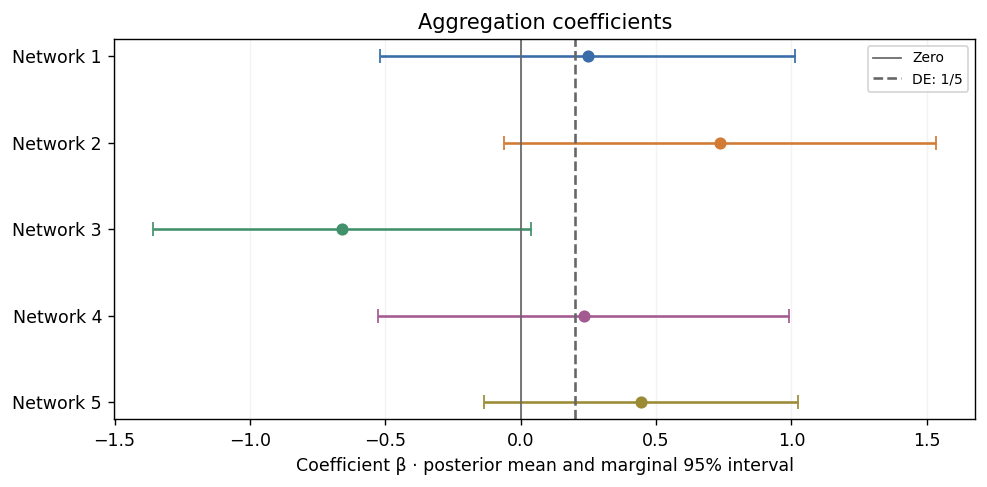 Aggregation coefficients
Network 1
Network 2
Network 3
Network 4
Network 5
Zero
DE: 1/5
−1.5
−1.0
−0.5
0.0
0.5
1.0
1.5
Coefficient β · posterior mean and marginal 95% interval